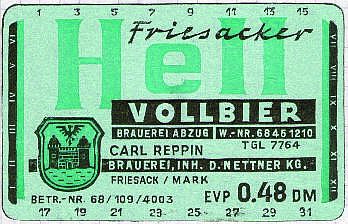 1 3 5 7 9 11 13 15
Friesacker
Hell
VOLLBIER
BRAUEREI ABZUG W.-NR. 68451210
CARL REPPIN TGL 7764
BRAUEREI, INH. D. NETTNER KG.
FRIESACK / MARK
BETR.-NR. 68/109/4003 EVP 0.48 DM
17 19 21 23 25 27 29 31